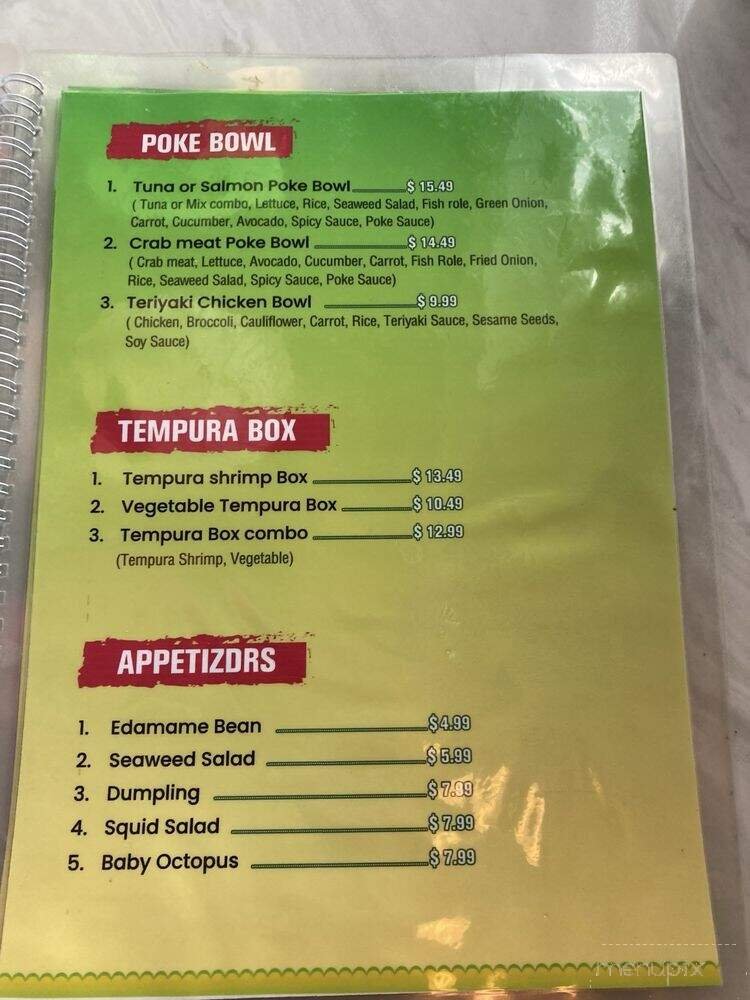 POKE BOWL
1. Tuna or Salmon Poke Bowl $ 15.49
( Tuna or Mix combo, Lettuce, Rice, Seaweed Salad, Fish role, Green Onion,
Carrot, Cucumber, Avocado, Spicy Sauce, Poke Sauce)
2. Crab meat Poke Bowl $ 14.49
( Crab meat, Lettuce, Avocado, Cucumber, Carrot, Fish Role, Fried Onion,
Rice, Seaweed Salad, Spicy Sauce, Poke Sauce)
3. Teriyaki Chicken Bowl $ 9.99
( Chicken, Broccoli, Cauliflower, Carrot, Rice, Teriyaki Sauce, Sesame Seeds,
Soy Sauce)
TEMPURA BOX
1. Tempura shrimp Box $ 13.49
2. Vegetable Tempura Box $ 10.49
3. Tempura Box combo $ 12.99
(Tempura Shrimp, Vegetable)
APPETIZDRS
1. Edamame Bean $4.99
2. Seaweed Salad $ 5.99
3. Dumpling $ 7.99
4. Squid Salad $ 7.99
5. Baby Octopus $ 7.99
menupix